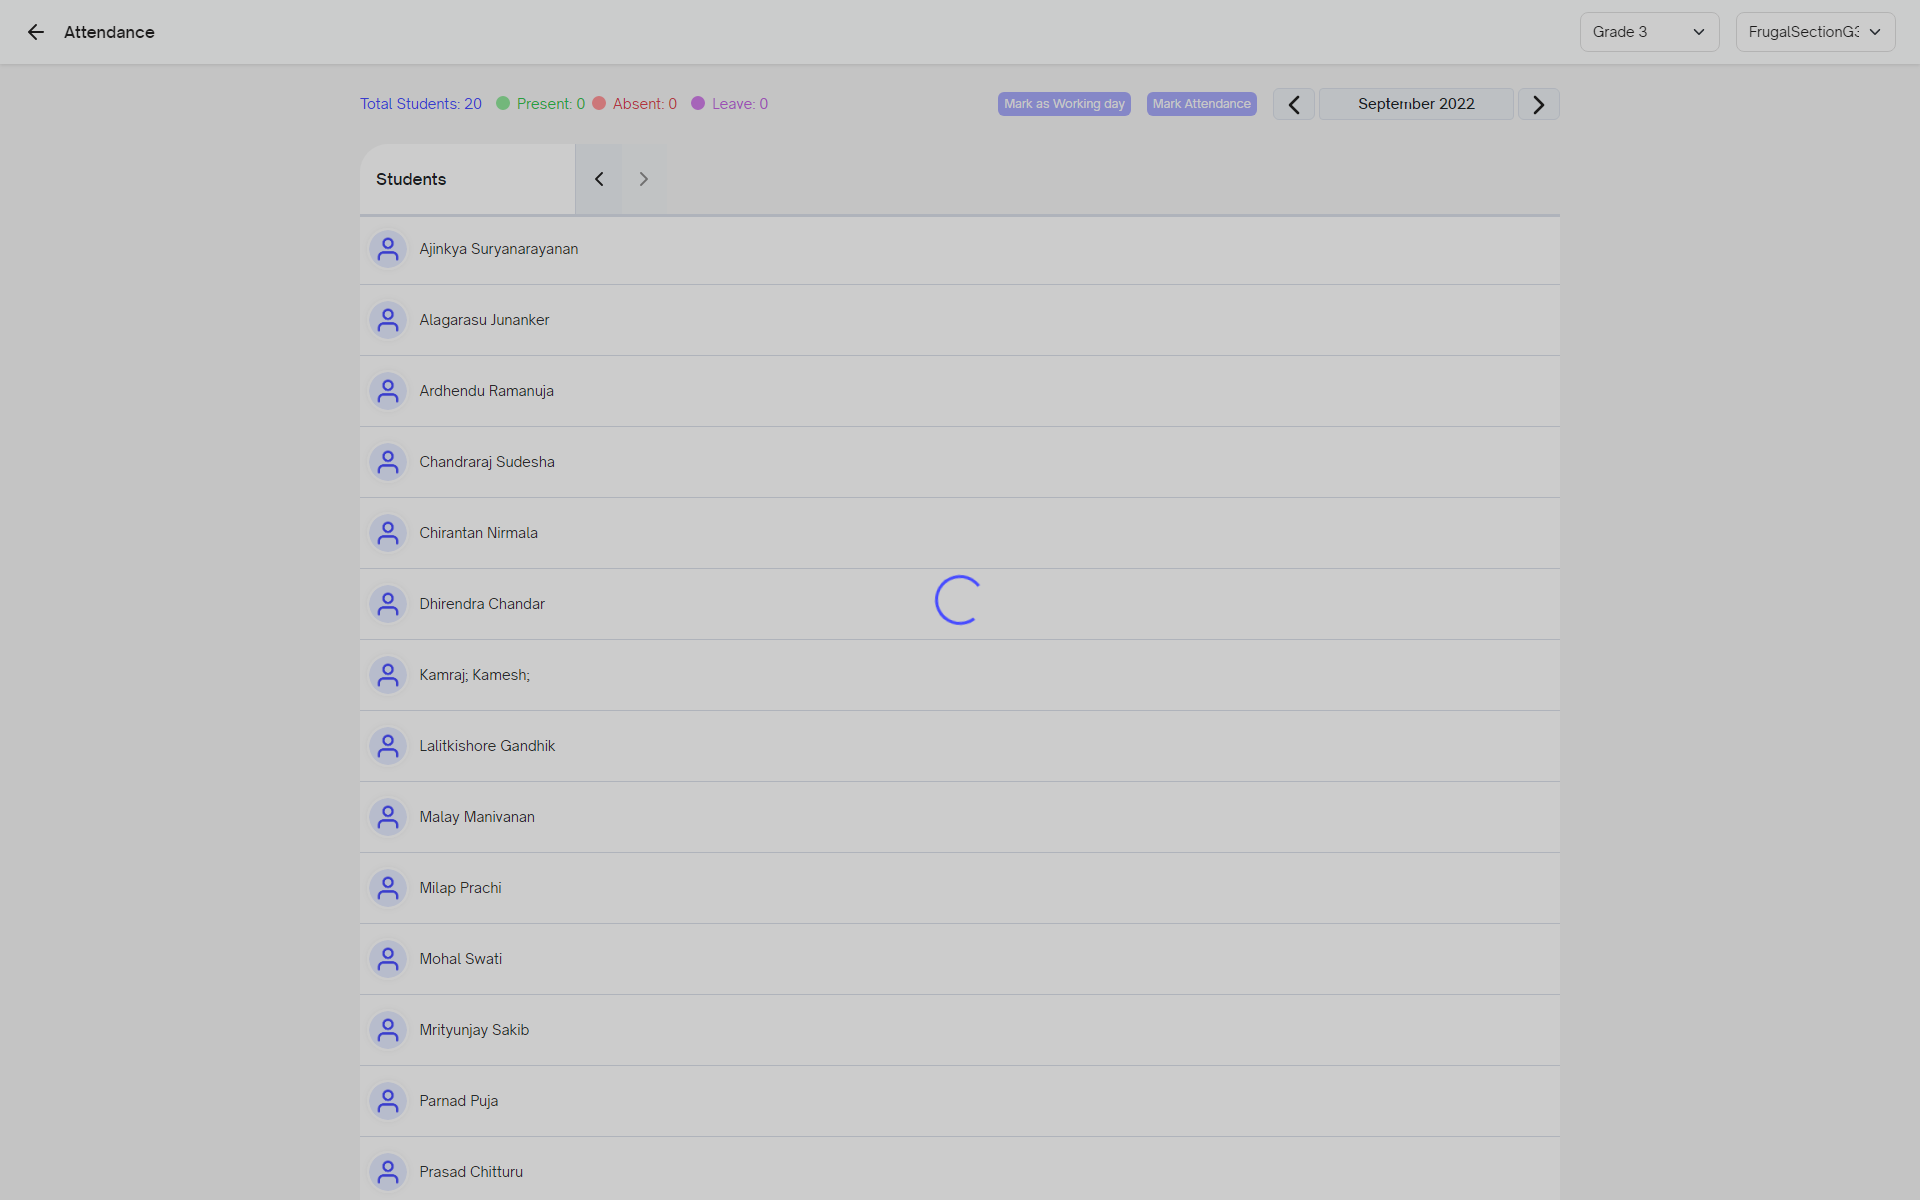 Attendance
Grade 3
FrugalSectionG3
Total Students: 20 Present: 0 Absent: 0 Leave: 0
Mark as Working day
Mark Attendance
September 2022
Students
Ajinkya Suryanarayanan
Alagarasu Junanker
Ardhendu Ramanuja
Chandraraj Sudesha
Chirantan Nirmala
Dhirendra Chandar
Kamraj; Kamesh;
Lalitkishore Gandhik
Malay Manivanan
Milap Prachi
Mohal Swati
Mrityunjay Sakib
Parnad Puja
Prasad Chitturu